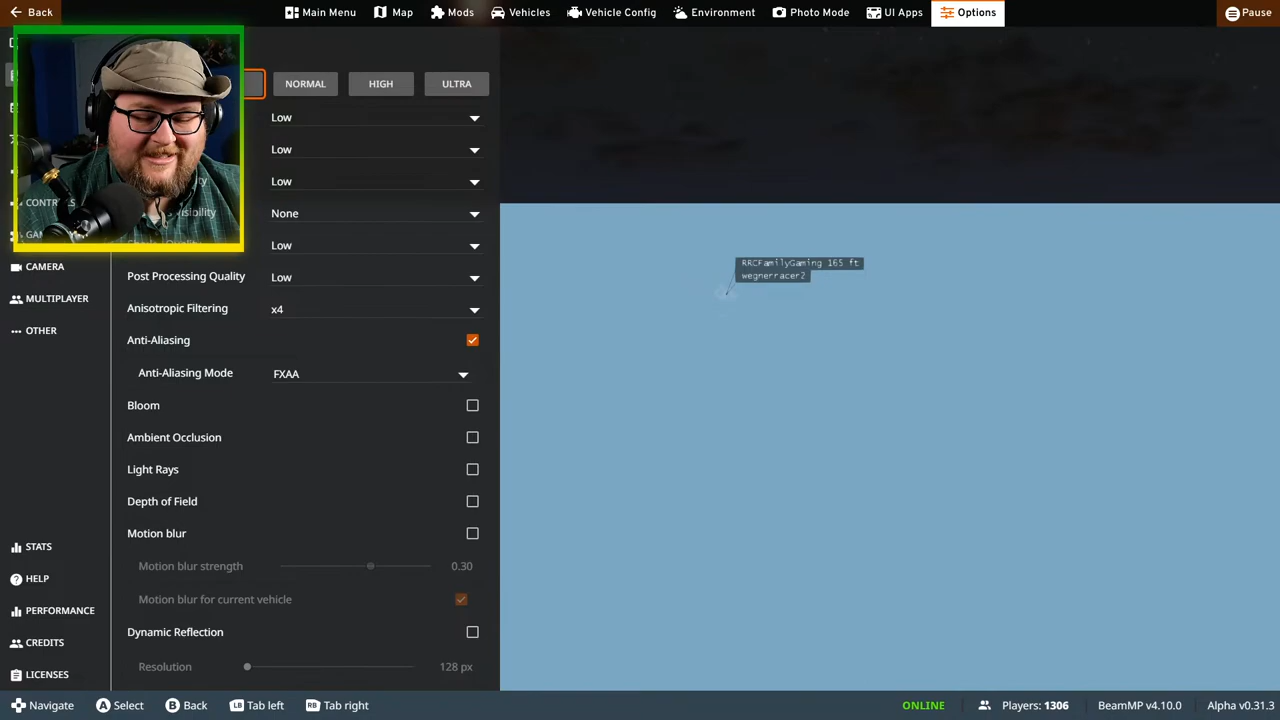 Back
Main Menu
Map
Mods
Vehicles
Vehicle Config
Environment
Photo Mode
UI Apps
Options
Pause
NORMAL
HIGH
ULTRA
Low
Low
Low
None
Low
Post Processing Quality
Low
Anisotropic Filtering
x4
Anti-Aliasing
Anti-Aliasing Mode
FXAA
Bloom
Ambient Occlusion
Light Rays
Depth of Field
Motion blur
Motion blur strength
0.30
Motion blur for current vehicle
Dynamic Reflection
Resolution
128 px
CAMERA
MULTIPLAYER
OTHER
STATS
HELP
PERFORMANCE
CREDITS
LICENSES
RRCFamilyGaming 165 ft
wegnerracer2
Navigate
A Select
B Back
LB Tab left
RB Tab right
ONLINE
Players: 1306
BeamMP v4.10.0
Alpha v0.31.3